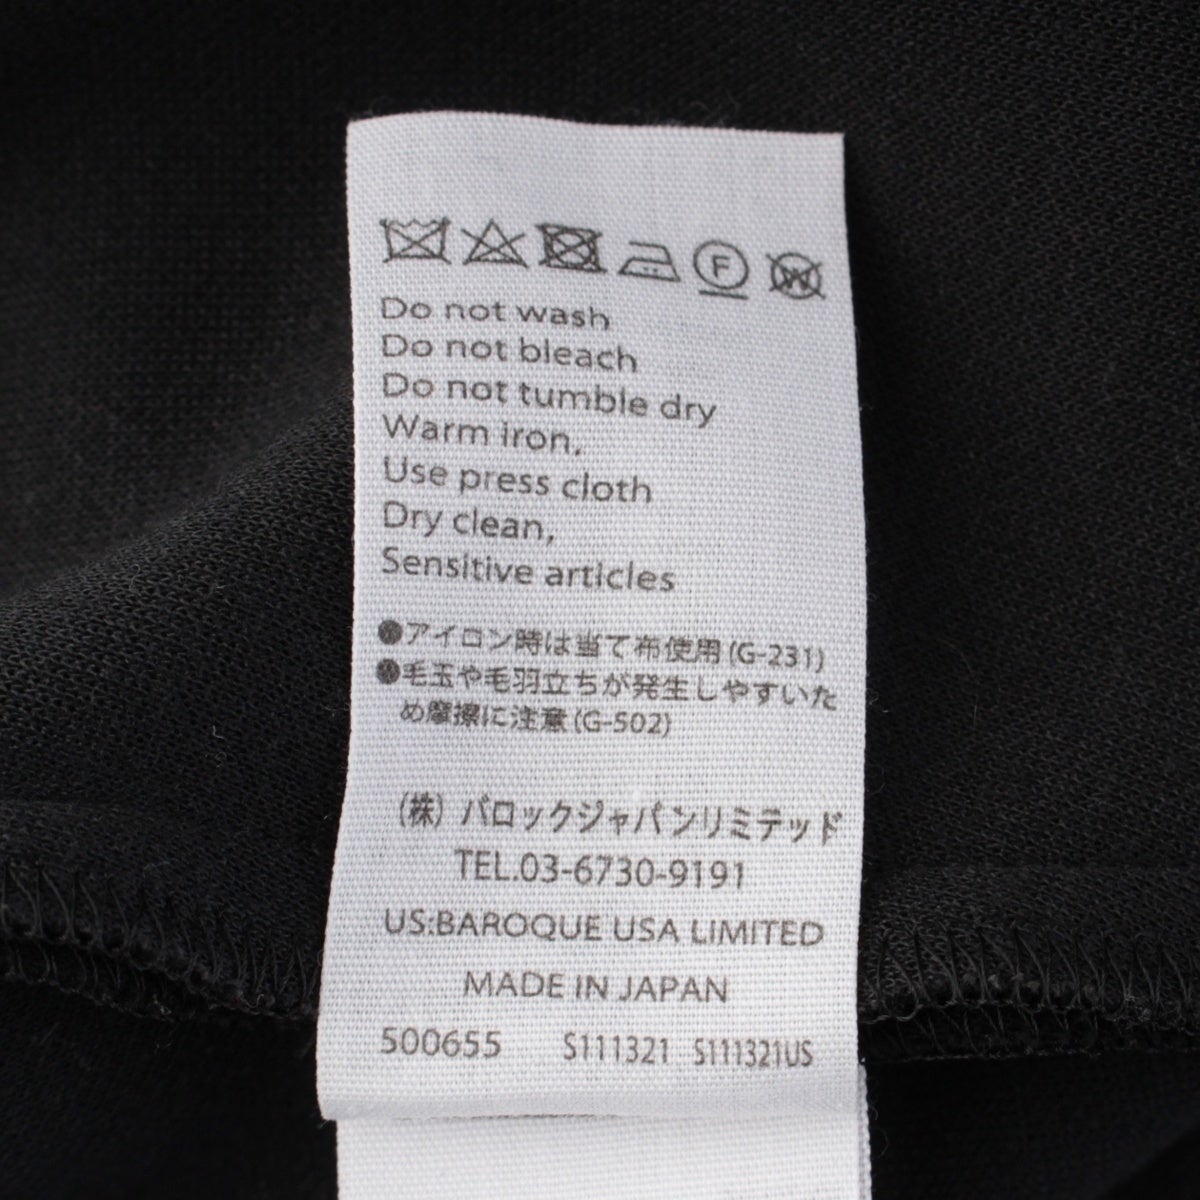 F W
Do not wash
Do not bleach
Do not tumble dry
Warm iron,
Use press cloth
Dry clean,
Sensitive articles
●アイロン時は当て布使用(G-231)
●毛玉や毛羽立ちが発生しやすいた
め摩擦に注意(G-502)
(株) バロックジャパンリミテッド
TEL.03-6730-9191
US:BAROQUE USA LIMITED
MADE IN JAPAN
500655 S111321 S111321US